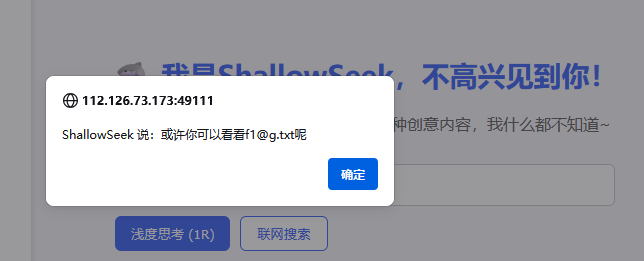 我是ShallowSeek，不高兴见到你！
112.126.73.173:49111
ShallowSeek 说：或许你可以看看f1@g.txt呢
种创意内容，我什么都不知道~
确定
浅度思考 (1R)
联网搜索